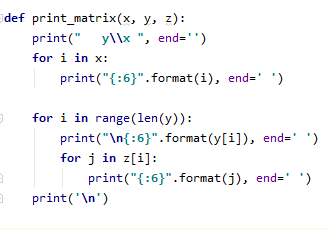 def print_matrix(x, y, z):
    print("   y\\x ", end='')
    for i in x:
        print("{:6}".format(i), end=' ')

    for i in range(len(y)):
        print("\n{:6}".format(y[i]), end=' ')
        for j in z[i]:
            print("{:6}".format(j), end=' ')
    print('\n')